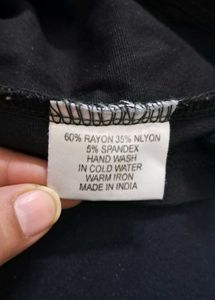 60% RAYON 35% NLYON
5% SPANDEX
HAND WASH
IN COLD WATER
WARM IRON
MADE IN INDIA